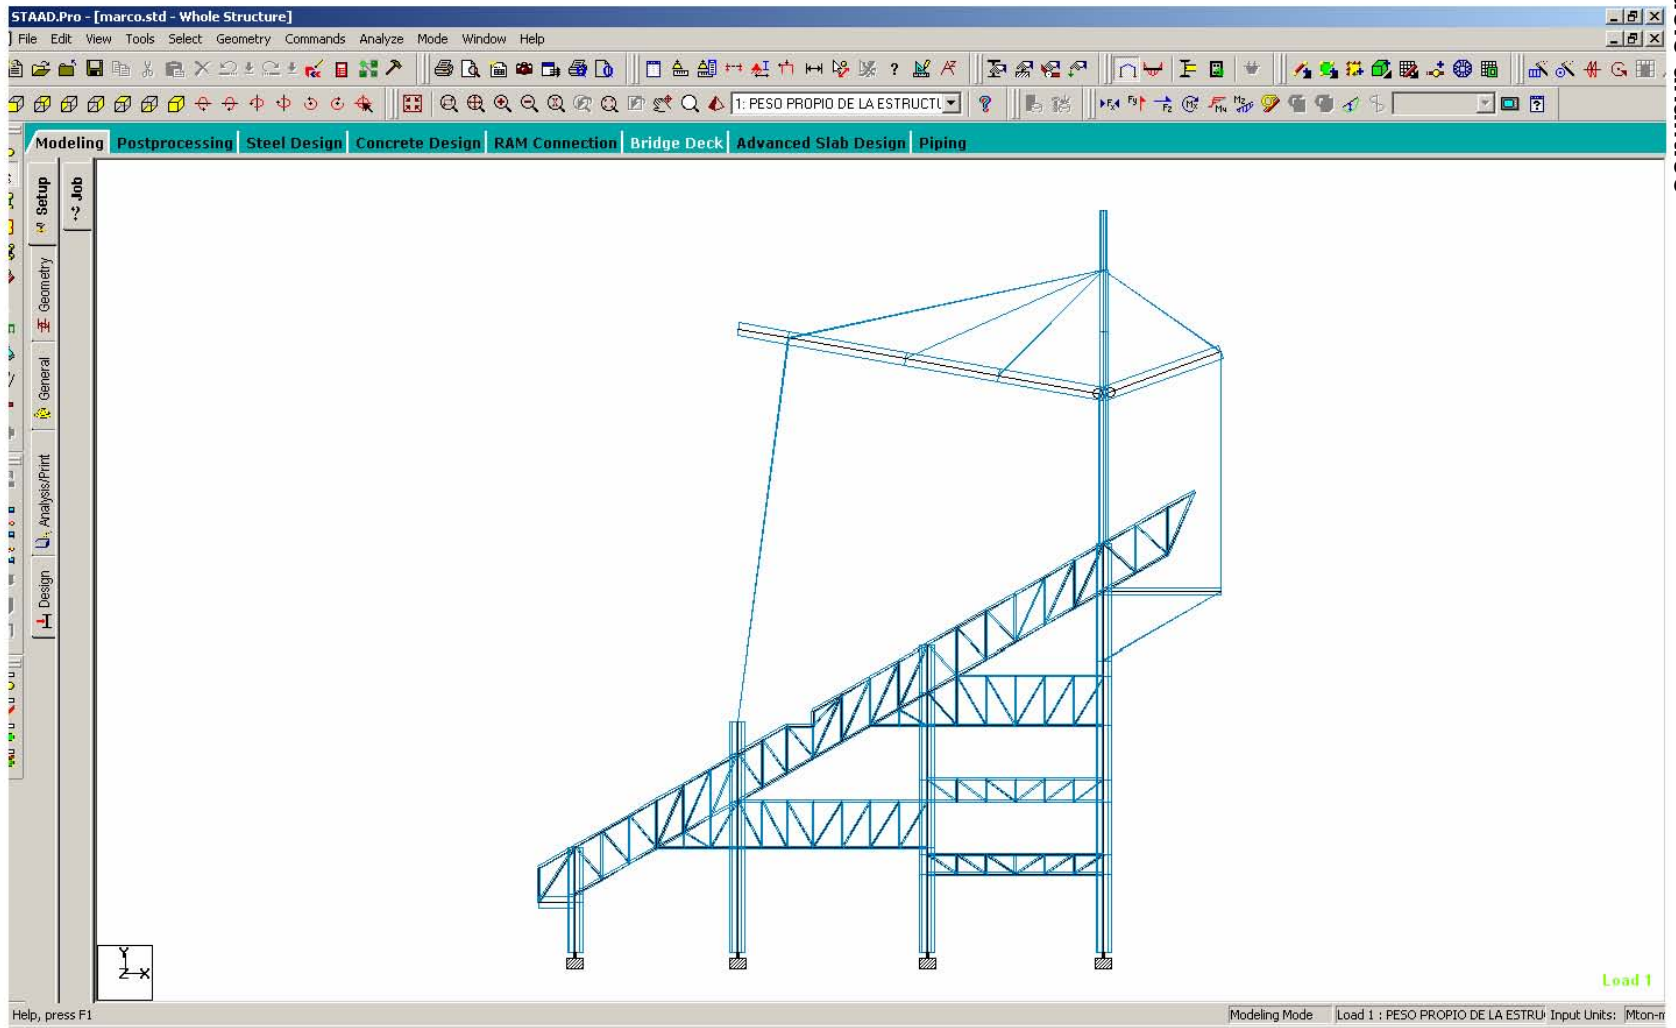 STAAD.Pro - [marco.std - Whole Structure]
File Edit View Tools Select Geometry Commands Analyze Mode Window Help
1: PESO PROPIO DE LA ESTRUCTU
Modeling Postprocessing Steel Design Concrete Design RAM Connection Bridge Deck Advanced Slab Design Piping
Setup
? Job
Geometry
General
Analysis/Print
Design
Y
Z X
Load 1
Help, press F1
Modeling Mode Load 1 : PESO PROPIO DE LA ESTRU Input Units: Mton-m